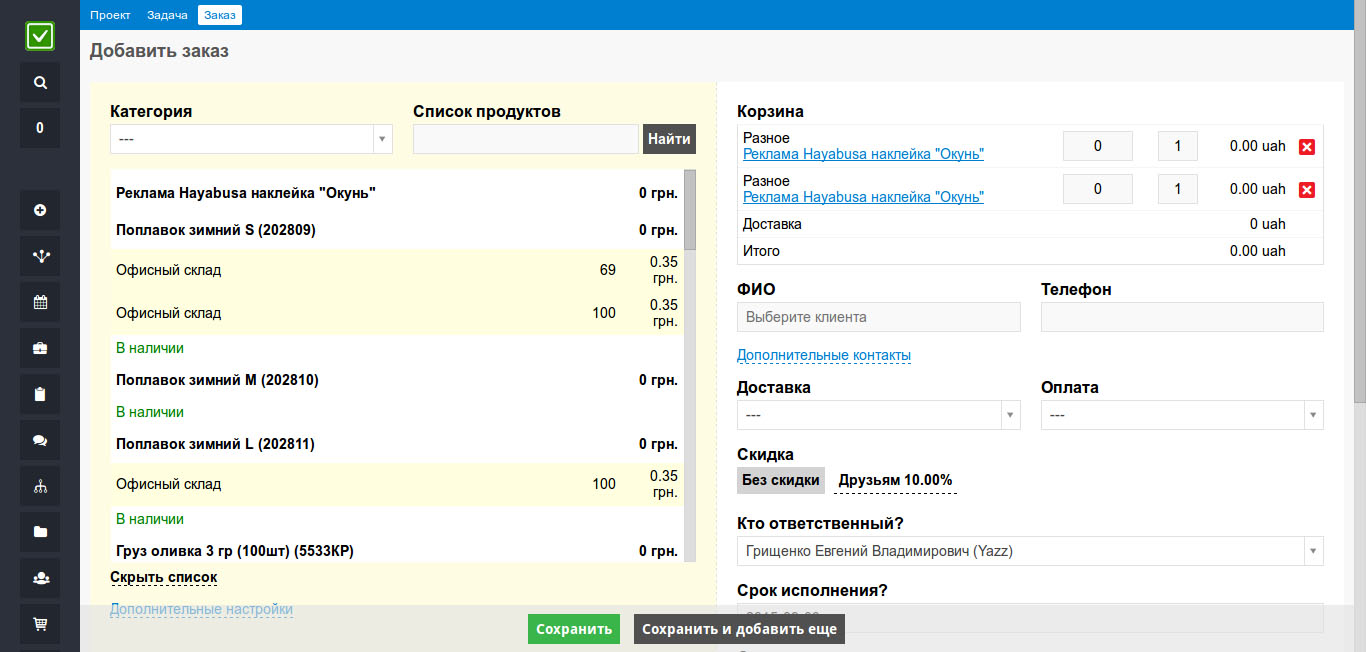 Проект Задача Заказ
0
Добавить заказ
Категория Список продуктов
--- Найти
Реклама Hayabusa наклейка "Окунь" 0 грн.
Поплавок зимний S (202809) 0 грн.
Офисный склад 69 0.35 грн.
Офисный склад 100 0.35 грн.
В наличии
Поплавок зимний M (202810) 0 грн.
В наличии
Поплавок зимний L (202811) 0 грн.
Офисный склад 100 0.35 грн.
В наличии
Груз оливка 3 гр (100шт) (5533КР) 0 грн.
Скрыть список
Дополнительные настройки
Корзина
Разное
Реклама Hayabusa наклейка "Окунь" 0 1 0.00 uah
Разное
Реклама Hayabusa наклейка "Окунь" 0 1 0.00 uah
Доставка 0 uah
Итого 0.00 uah
ФИО Телефон
Выберите клиента
Дополнительные контакты
Доставка Оплата
--- ---
Скидка
Без скидки Друзьям 10.00%
Кто ответственный?
Грищенко Евгений Владимирович (Yazz)
Срок исполнения?
Сохранить Сохранить и добавить еще